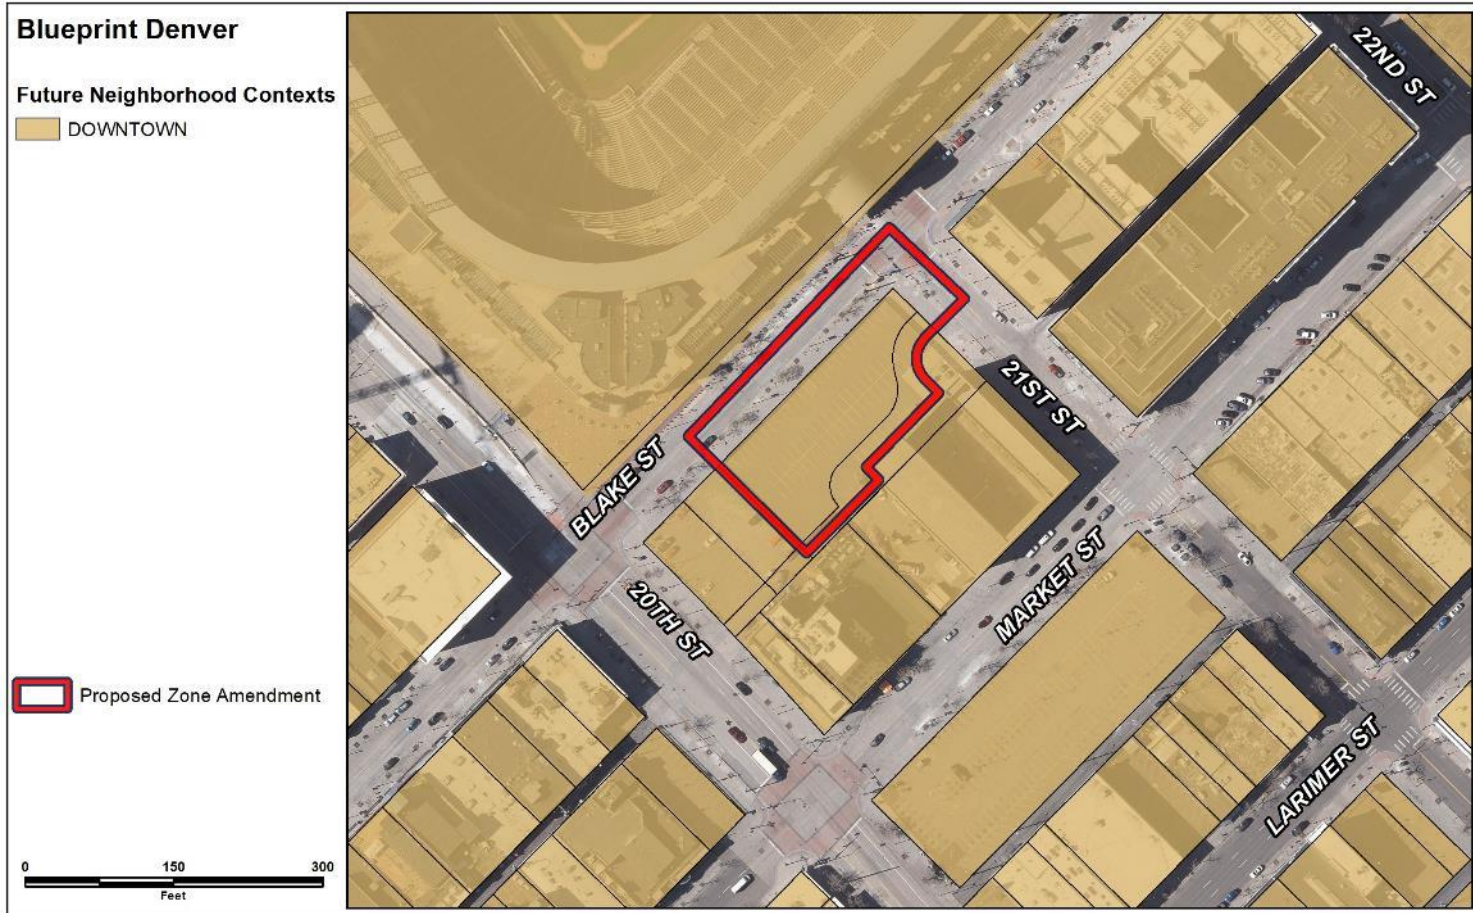 Blueprint Denver
Future Neighborhood Contexts
DOWNTOWN
22ND ST
21ST ST
BLAKE ST
MARKET ST
20TH ST
Proposed Zone Amendment
LARIMER ST
0 150 300
Feet